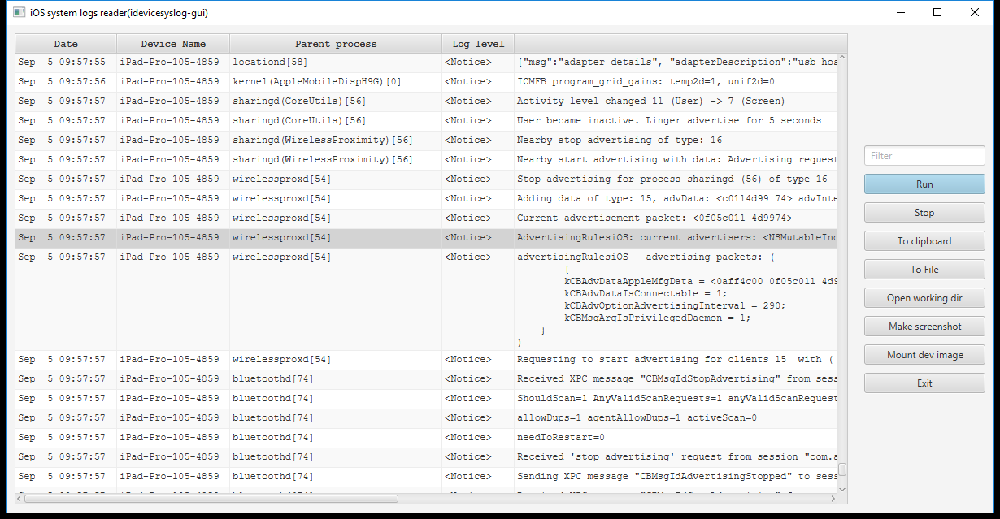 iOS system logs reader(idevicesyslog-gui)
Date Device Name Parent process Log level
Sep 5 09:57:55 iPad-Pro-105-4859 locationd[58] <Notice> {"msg":"adapter details", "adapterDescription":"usb hos
Sep 5 09:57:56 iPad-Pro-105-4859 kernel(AppleMobileDispH9G)[0] <Notice> IOMFB program_grid_gains: temp2d=1, unif2d=0
Sep 5 09:57:57 iPad-Pro-105-4859 sharingd(CoreUtils)[56] <Notice> Activity level changed 11 (User) -> 7 (Screen)
Sep 5 09:57:57 iPad-Pro-105-4859 sharingd(CoreUtils)[56] <Notice> User became inactive. Linger advertise for 5 seconds
Sep 5 09:57:57 iPad-Pro-105-4859 sharingd(WirelessProximity)[56] <Notice> Nearby stop advertising of type: 16
Sep 5 09:57:57 iPad-Pro-105-4859 sharingd(WirelessProximity)[56] <Notice> Nearby start advertising with data: Advertising request
Sep 5 09:57:57 iPad-Pro-105-4859 wirelessproxd[54] <Notice> Stop advertising for process sharingd (56) of type 16
Sep 5 09:57:57 iPad-Pro-105-4859 wirelessproxd[54] <Notice> Adding data of type: 15, advData: <c0114d99 74> advInte
Sep 5 09:57:57 iPad-Pro-105-4859 wirelessproxd[54] <Notice> Current advertisement packet: <0f05c011 4d9974>
Sep 5 09:57:57 iPad-Pro-105-4859 wirelessproxd[54] <Notice> AdvertisingRulesiOS: current advertisers: <NSMutableInd
Sep 5 09:57:57 iPad-Pro-105-4859 wirelessproxd[54] <Notice> advertisingRulesiOS - advertising packets: (
{
kCBAdvDataAppleMfgData = <0aff4c00 0f05c011 4d9
kCBAdvDataIsConnectable = 1;
kCBAdvOptionAdvertisingInterval = 290;
kCBMsgArgIsPrivilegedDaemon = 1;
}
)
Sep 5 09:57:57 iPad-Pro-105-4859 wirelessproxd[54] <Notice> Requesting to start advertising for clients 15 with (
Sep 5 09:57:57 iPad-Pro-105-4859 bluetoothd[74] <Notice> Received XPC message "CBMsgIdStopAdvertising" from sess
Sep 5 09:57:57 iPad-Pro-105-4859 bluetoothd[74] <Notice> ShouldScan=1 AnyValidScanRequests=1 anyValidScanRequest
Sep 5 09:57:57 iPad-Pro-105-4859 bluetoothd[74] <Notice> allowDups=1 agentAllowDups=1 activeScan=0
Sep 5 09:57:57 iPad-Pro-105-4859 bluetoothd[74] <Notice> needToRestart=0
Sep 5 09:57:57 iPad-Pro-105-4859 bluetoothd[74] <Notice> Received 'stop advertising' request from session "com.a
Sep 5 09:57:57 iPad-Pro-105-4859 bluetoothd[74] <Notice> Sending XPC message "CBMsgIdAdvertisingStopped" to sess
Filter
Run
Stop
To clipboard
To File
Open working dir
Make screenshot
Mount dev image
Exit